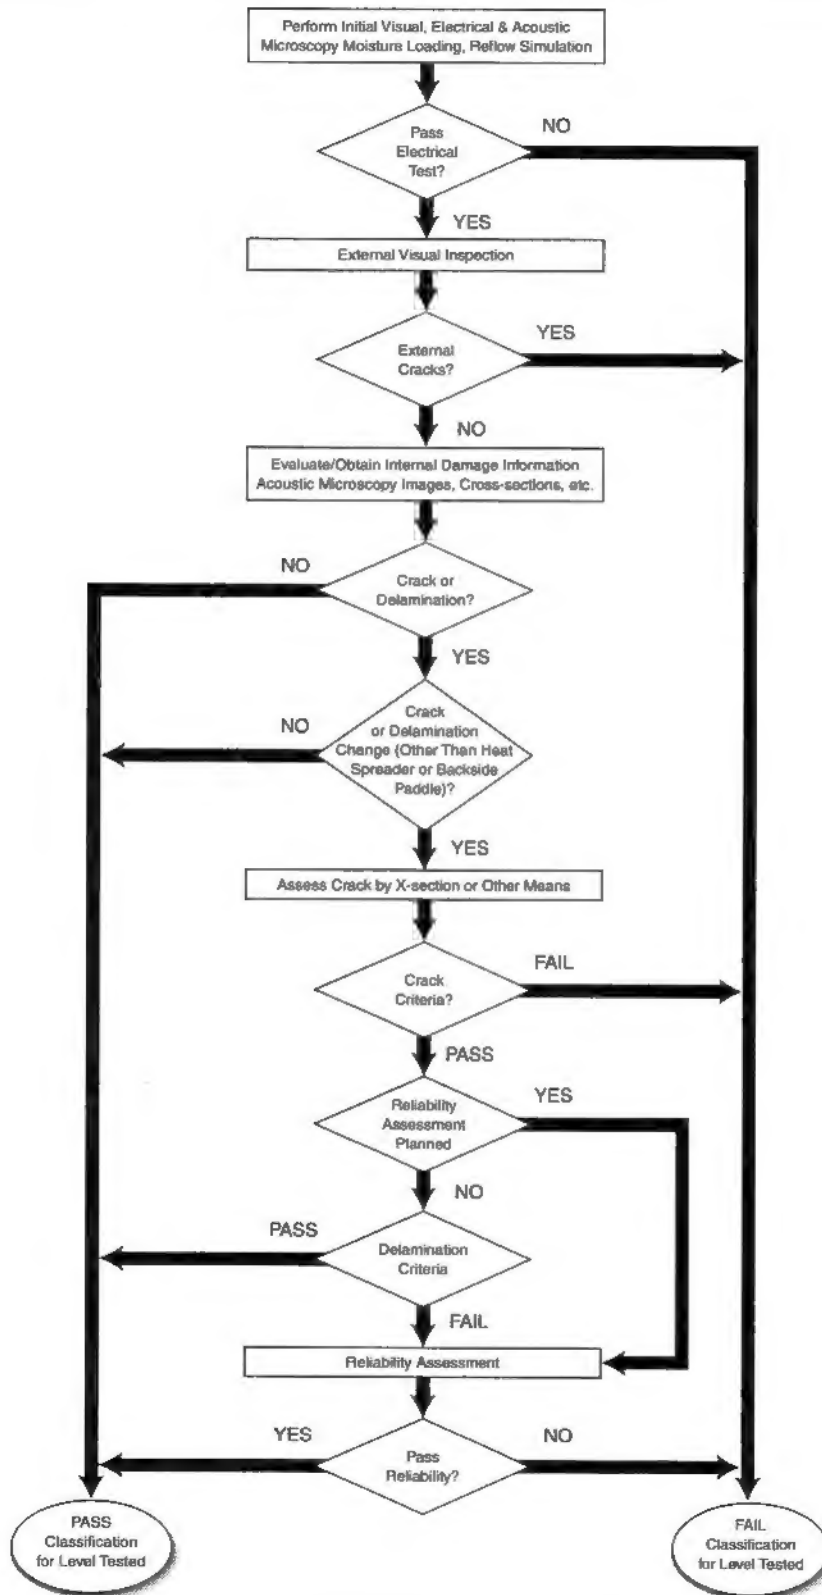 Perform Initial Visual, Electrical & Acoustic
Microscopy Moisture Loading, Reflow Simulation
Pass
Electrical
Test?
NO
YES
External Visual Inspection
External
Cracks?
YES
NO
Evaluate/Obtain Internal Damage Information
Acoustic Microscopy Images, Cross-sections, etc.
NO
Crack or
Delamination?
YES
NO
Crack
or Delamination
Change (Other Than Heat
Spreader or Backside
Paddle)?
YES
Assess Crack by X-section or Other Means
Crack
Criteria?
FAIL
PASS
Reliability
Assessment
Planned
YES
NO
PASS
Delamination
Criteria
FAIL
Reliability Assessment
YES
Pass
Reliability?
NO
PASS
Classification
for Level Tested
FAIL
Classification
for Level Tested